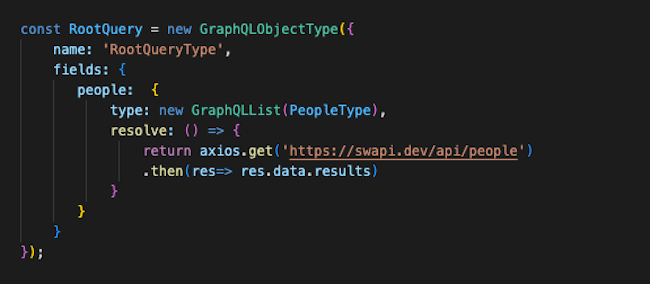 const RootQuery = new GraphQLObjectType({
    name: 'RootQueryType',
    fields: {
       people:  {
           type: new GraphQLList(PeopleType),
           resolve: () => {
               return axios.get('https://swapi.dev/api/people')
               .then(res=> res.data.results)
           }
       }
    }
});